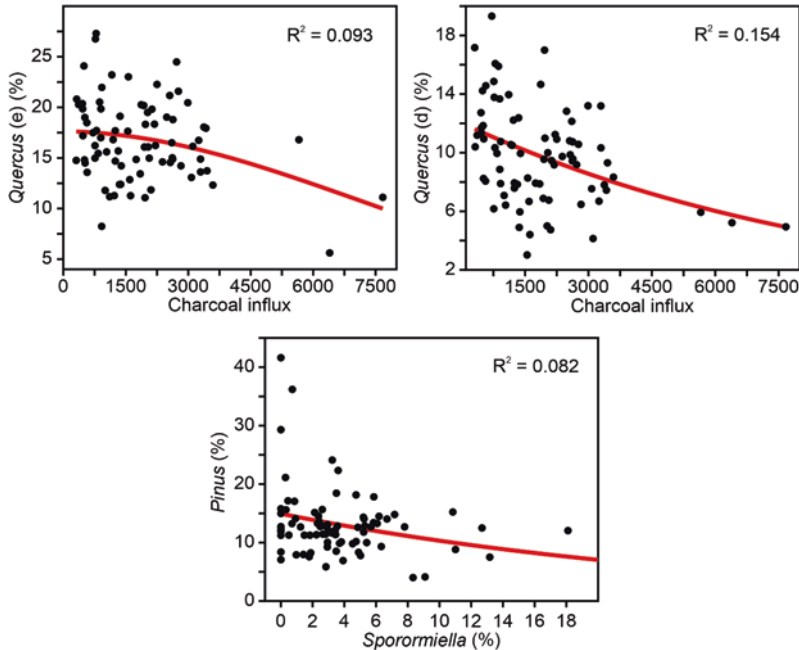 R² = 0.093
Quercus (e) (%)
25
20
15
10
5
0 1500 3000 4500 6000 7500
Charcoal influx
R² = 0.154
Quercus (d) (%)
18
14
10
6
2
1500 3000 4500 6000 7500
Charcoal influx
R² = 0.082
Pinus (%)
40
30
20
10
0
0 2 4 6 8 10 12 14 16 18
Sporormiella (%)